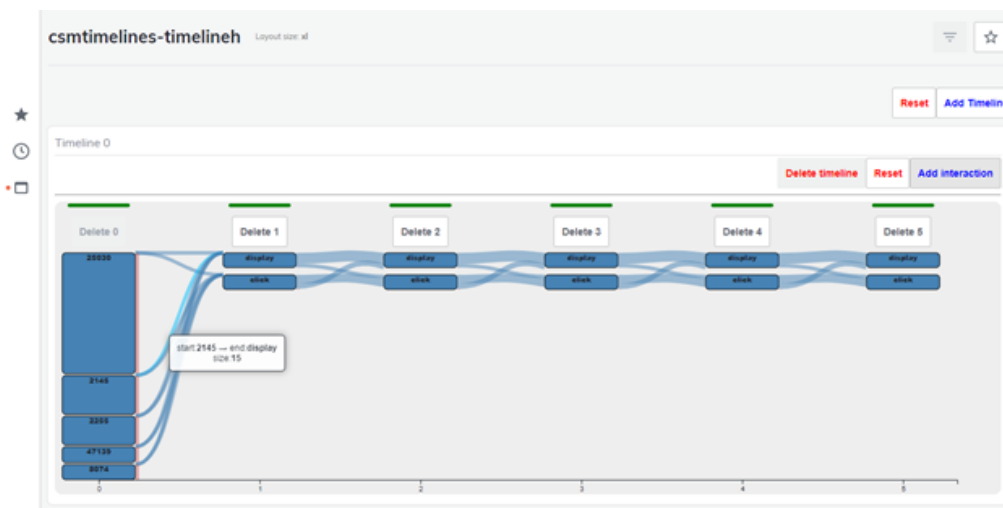 csmtimelines-timelineh Layout size: xl
Reset Add Timelin
Timeline 0
Delete timeline Reset Add interaction
Delete 0 Delete 1 Delete 2 Delete 3 Delete 4 Delete 5
25030 display display display display display
click click click click click
start:2145 — end:display
size:15
2145
2265
47139
8074
0 1 2 3 4 5